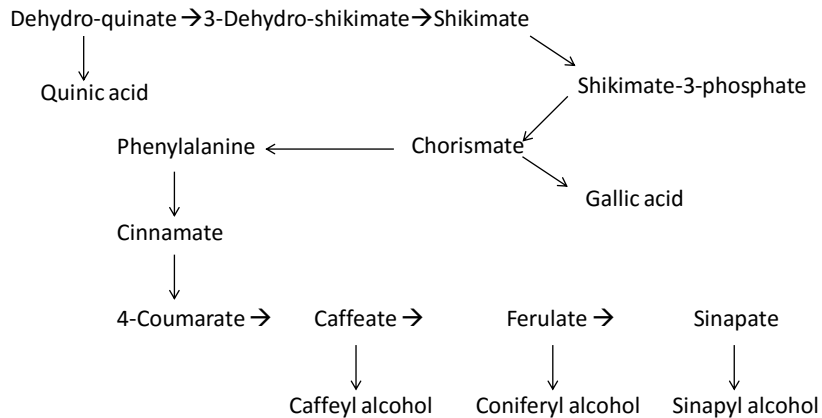 Dehydro-quinate → 3-Dehydro-shikimate → Shikimate
Quinic acid
Shikimate-3-phosphate
Phenylalanine
Chorismate
Gallic acid
Cinnamate
4-Coumarate → Caffeate → Ferulate → Sinapate
Caffeyl alcohol Coniferyl alcohol Sinapyl alcohol